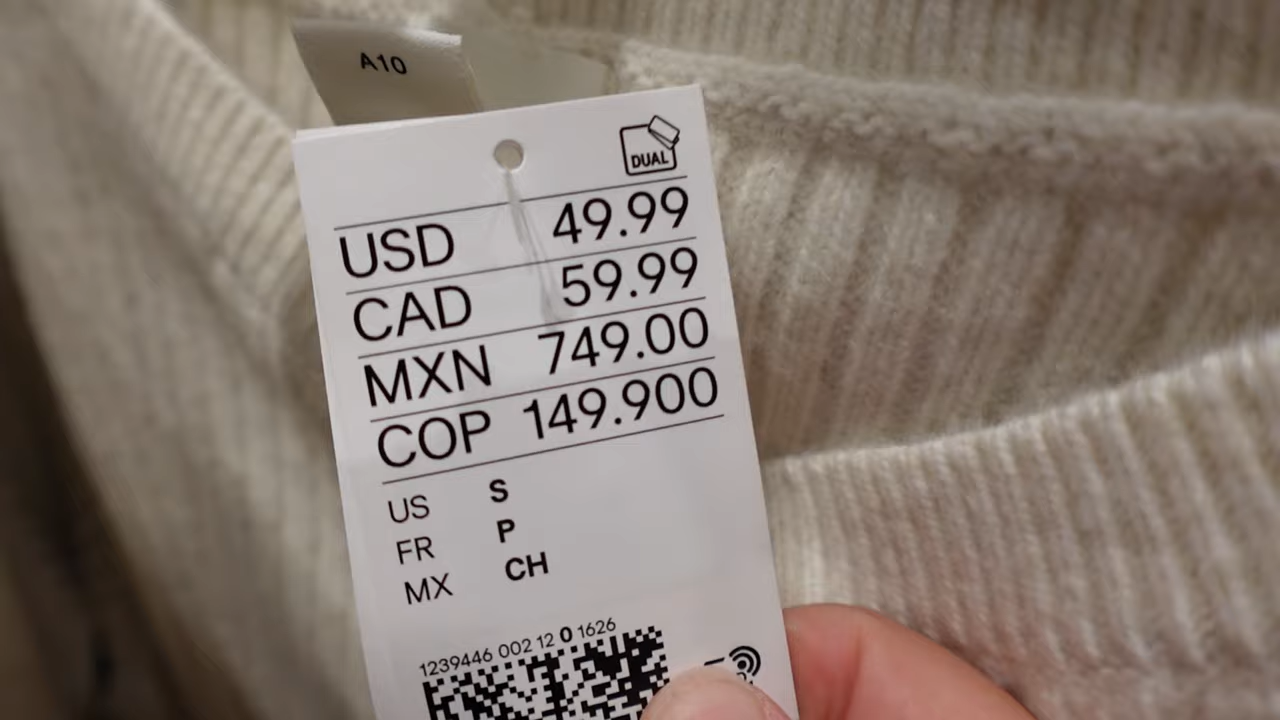 A10
DUAL
USD 49.99
CAD 59.99
MXN 749.00
COP 149.900
US S
FR P
MX CH
1239446 002 12 0 1626